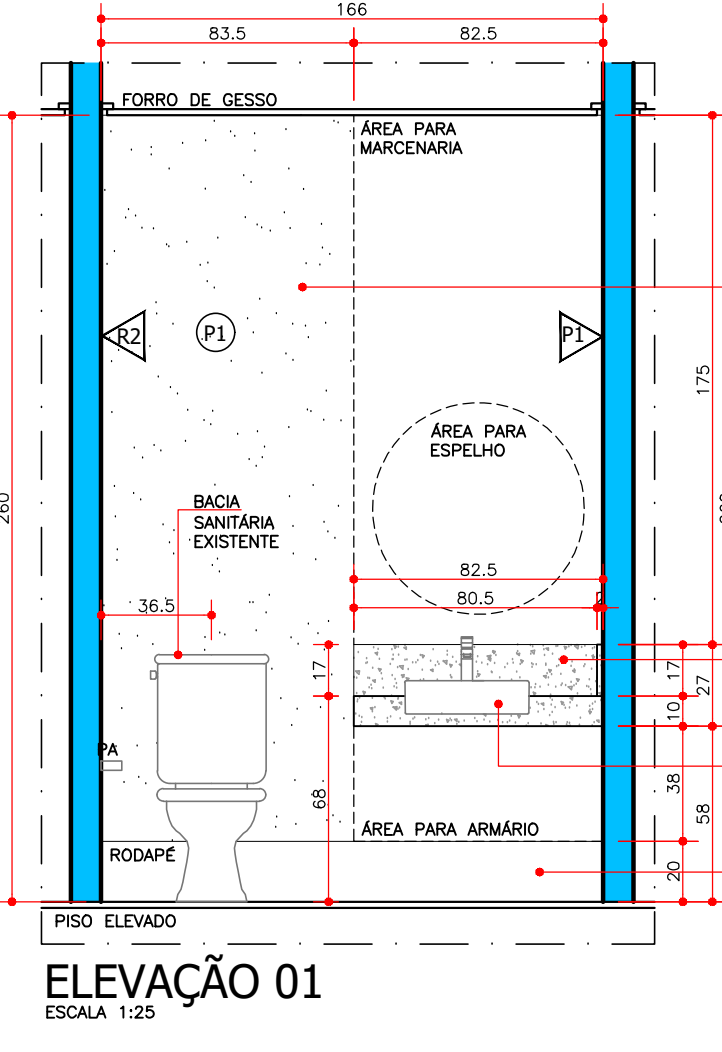 166
83.5
82.5
FORRO DE GESSO
ÁREA PARA
MARCENARIA
R2
P1
P1
175
ÁREA PARA
ESPELHO
260
BACIA
SANITÁRIA
EXISTENTE
82.5
80.5
36.5
17
17
27
10
PA
38
68
58
ÁREA PARA ARMÁRIO
RODAPÉ
20
PISO ELEVADO
ELEVAÇÃO 01
ESCALA 1:25